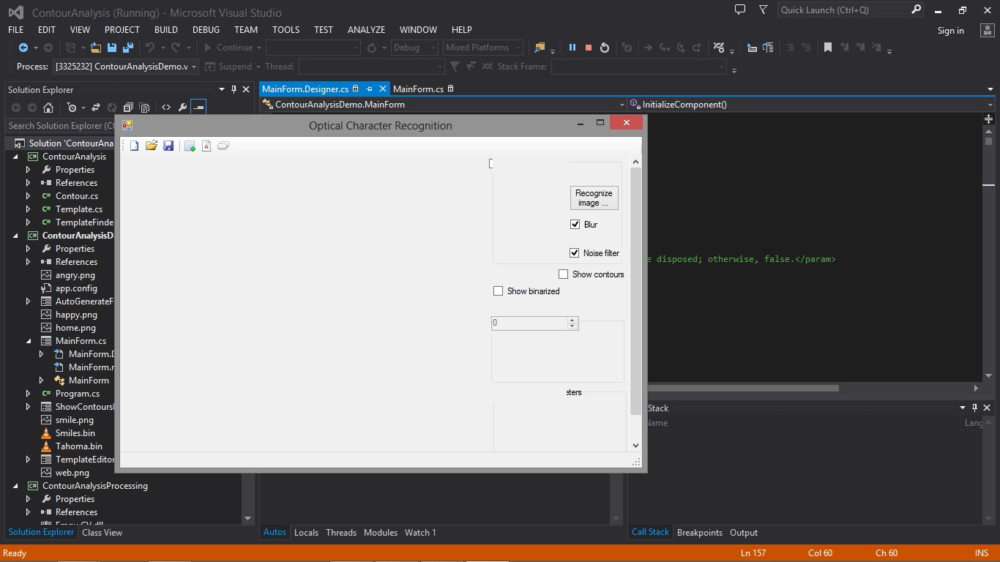 ContourAnalysis (Running) - Microsoft Visual Studio
Quick Launch (Ctrl+Q)
FILE EDIT VIEW PROJECT BUILD DEBUG TEAM TOOLS TEST ANALYZE WINDOW HELP
Sign in
Continue Debug Mixed Platforms
Process: [3325232] ContourAnalysisDemo.v Suspend Thread: Stack Frame:
Solution Explorer
MainForm.Designer.cs MainForm.cs
ContourAnalysisDemo.MainForm InitializeComponent()
Search Solution Explorer (Ct
Optical Character Recognition
Solution 'ContourAna
ContourAnalysis
Properties
References
Contour.cs
Template.cs
TemplateFinde
ContourAnalysisD
Properties
References
angry.png
app.config
AutoGenerateF
happy.png
home.png
MainForm.cs
MainForm.D
MainForm.r
MainForm
Program.cs
ShowContours
smile.png
Smiles.bin
Tahoma.bin
TemplateEditor
web.png
ContourAnalysisProcessing
Properties
References
A
Recognize
image ...
Blur
Noise filter
Show contours
Show binarized
0
eters
e disposed; otherwise, false.</param>
Stack
Name Lang
Solution Explorer Class View
Autos Locals Threads Modules Watch 1
Call Stack Breakpoints Output
Ready Ln 157 Col 60 Ch 60 INS